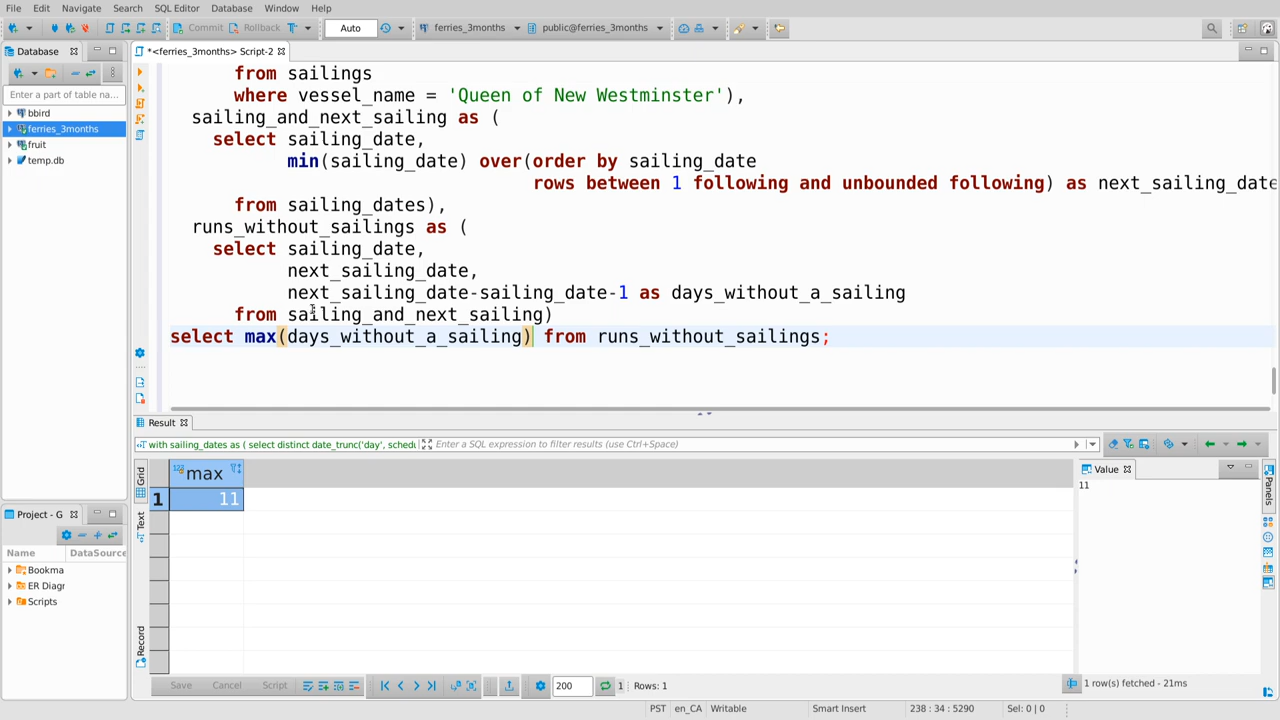 File Edit Navigate Search SQL Editor Database Window Help
Commit Rollback Auto ferries_3months public@ferries_3months
Database
*<ferries_3months> Script-2
Enter a part of table na...
bbird
ferries_3months
fruit
temp.db
from sailings
where vessel_name = 'Queen of New Westminster'),
sailing_and_next_sailing as (
select sailing_date,
min(sailing_date) over(order by sailing_date
rows between 1 following and unbounded following) as next_sailing_date
from sailing_dates),
runs_without_sailings as (
select sailing_date,
next_sailing_date,
next_sailing_date-sailing_date-1 as days_without_a_sailing
from sailing_and_next_sailing)
select max(days_without_a_sailing) from runs_without_sailings;
Result
with sailing_dates as ( select distinct date_trunc('day', schedu
Enter a SQL expression to filter results (use Ctrl+Space)
Grid
Text
Record
123 max
1 11
Value
11
Panels
Project - G
Name DataSource
Bookma
ER Diagr
Scripts
Save Cancel Script 200 1 Rows: 1
1 row(s) fetched - 21ms
PST en_CA Writable Smart Insert 238 : 34 : 5290 Sel: 0 | 0